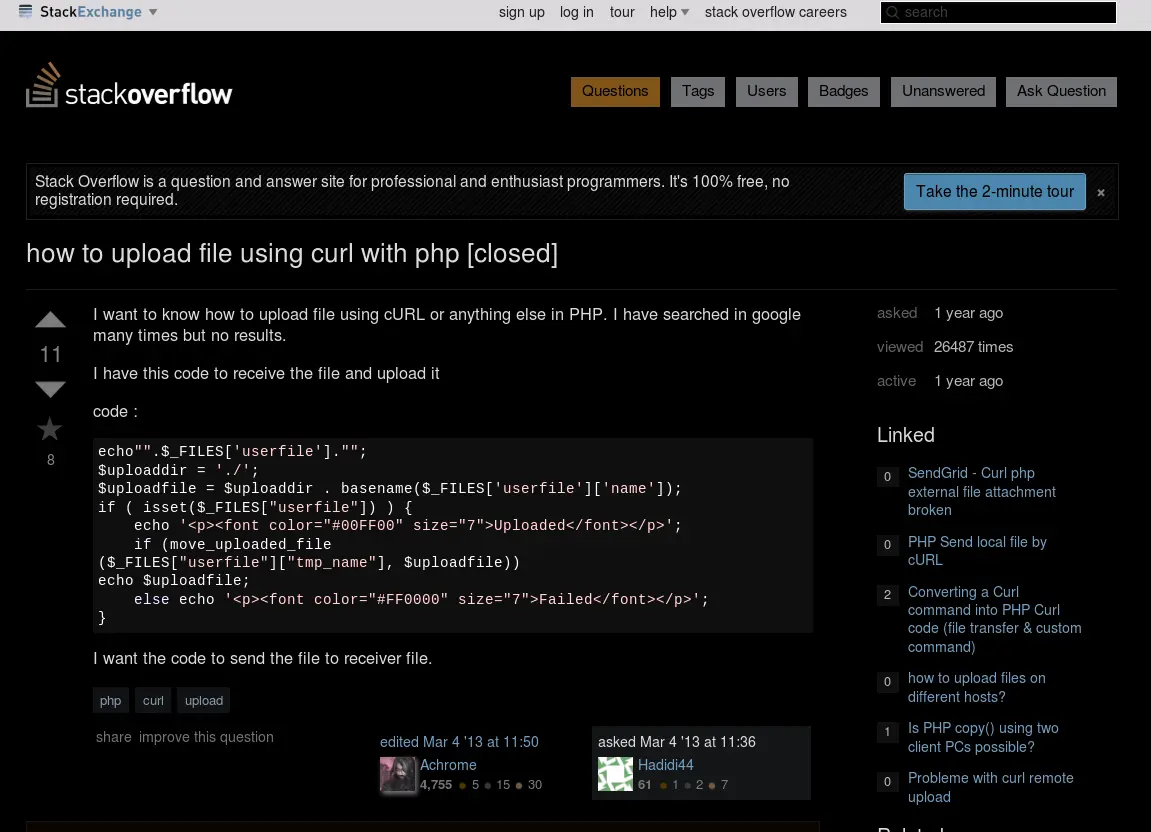 StackExchange
sign up log in tour help stack overflow careers
search
stackoverflow
Questions Tags Users Badges Unanswered Ask Question
Stack Overflow is a question and answer site for professional and enthusiast programmers. It's 100% free, no
registration required.
Take the 2-minute tour ×
how to upload file using curl with php [closed]
11
8
I want to know how to upload file using cURL or anything else in PHP. I have searched in google
many times but no results.
I have this code to receive the file and upload it
code :
echo"".$_FILES['userfile']."";
$uploaddir = './';
$uploadfile = $uploaddir . basename($_FILES['userfile']['name']);
if ( isset($_FILES["userfile"]) ) {
    echo '<p><font color="#00FF00" size="7">Uploaded</font></p>';
    if (move_uploaded_file
($_FILES["userfile"]["tmp_name"], $uploadfile))
echo $uploadfile;
    else echo '<p><font color="#FF0000" size="7">Failed</font></p>';
}
I want the code to send the file to receiver file.
php curl upload
share improve this question
edited Mar 4 '13 at 11:50
Achrome
4,755 5 15 30
asked Mar 4 '13 at 11:36
Hadidi44
61 1 2 7
asked 1 year ago
viewed 26487 times
active 1 year ago
Linked
0 SendGrid - Curl php
external file attachment
broken
0 PHP Send local file by
cURL
2 Converting a Curl
command into PHP Curl
code (file transfer & custom
command)
0 how to upload files on
different hosts?
1 Is PHP copy() using two
client PCs possible?
0 Probleme with curl remote
upload